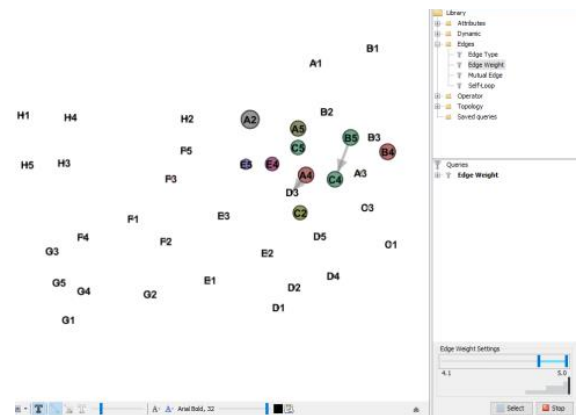 B1
A1
B2
H1
H4
H2
A2
A5
B5
B3
C5
B4
F5
H5
H3
E5
E4
A4
C4
A3
F3
D3
C2
C3
F1
E3
F4
F2
D5
C1
G3
E2
G5
G4
G2
E1
D2
D4
D1
G1
Library
Attributes
Dynamic
Edges
Edge Type
Edge Weight
Mutual Edge
Self-Loop
Operator
Topology
Saved queries
Queries
Edge Weight
Edge Weight Settings
4.1 5.0
Select Stop
T A- A- Arial Bold, 32